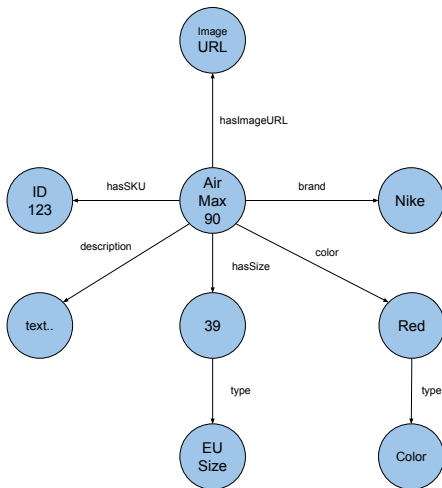 Image
URL
hasImageURL
ID
123
hasSKU
Air
Max
90
brand
Nike
description
hasSize
color
text..
39
Red
type
type
EU
Size
Color